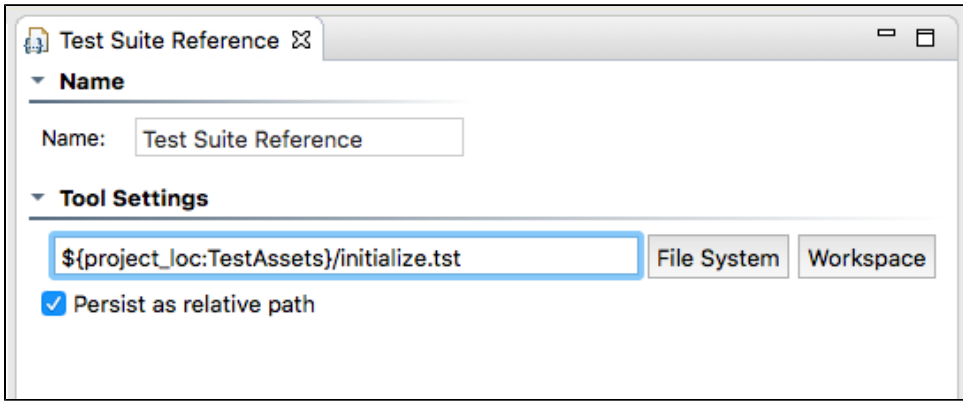 Test Suite Reference
Name
Name: Test Suite Reference
Tool Settings
${project_loc:TestAssets}/initialize.tst File System Workspace
Persist as relative path